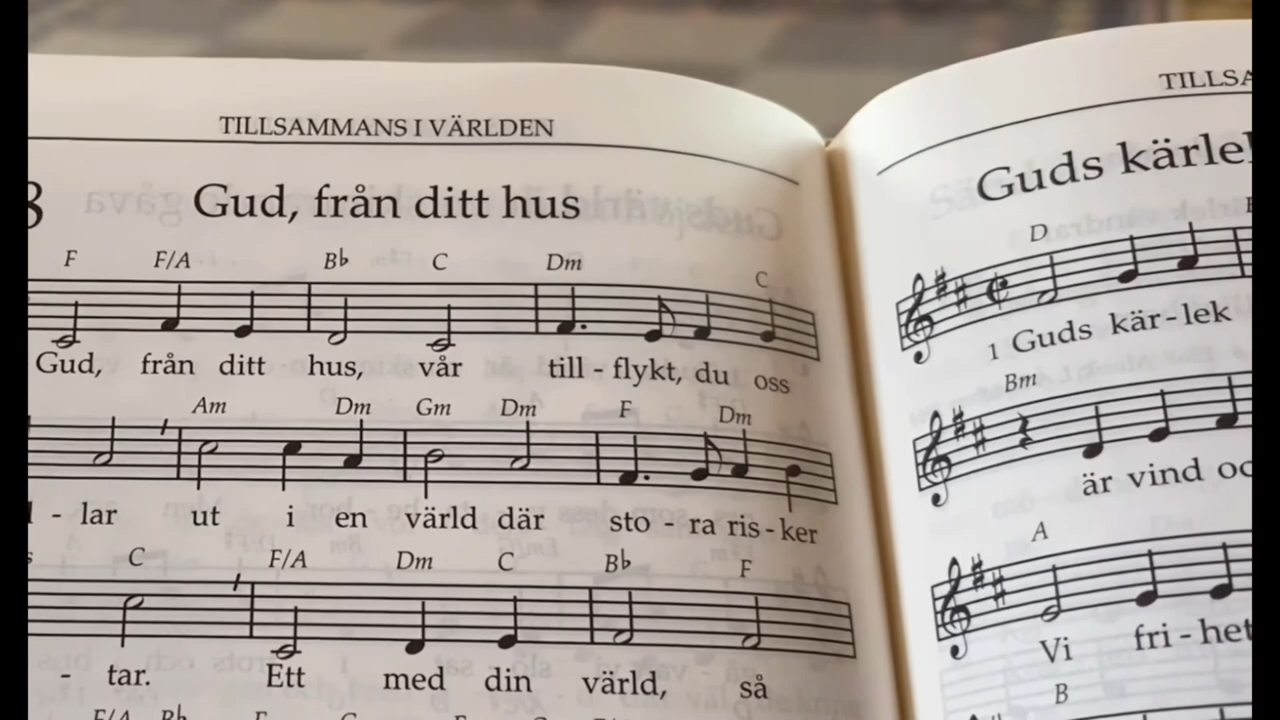 TILLSAMMANS I VÄRLDEN
8 Gud, från ditt hus
F F/A B♭ C Dm C
Gud, från ditt hus, vår till - flykt, du oss
Am Dm Gm Dm F Dm
- lar ut i en värld där sto - ra ris - ker
C F/A Dm C B♭ F
- tar. Ett med din värld, så
F/A B♭
TILLSA
Guds kärlek
D
1 Guds kär - lek
Bm
är vind oc
A
Vi fri - het
B